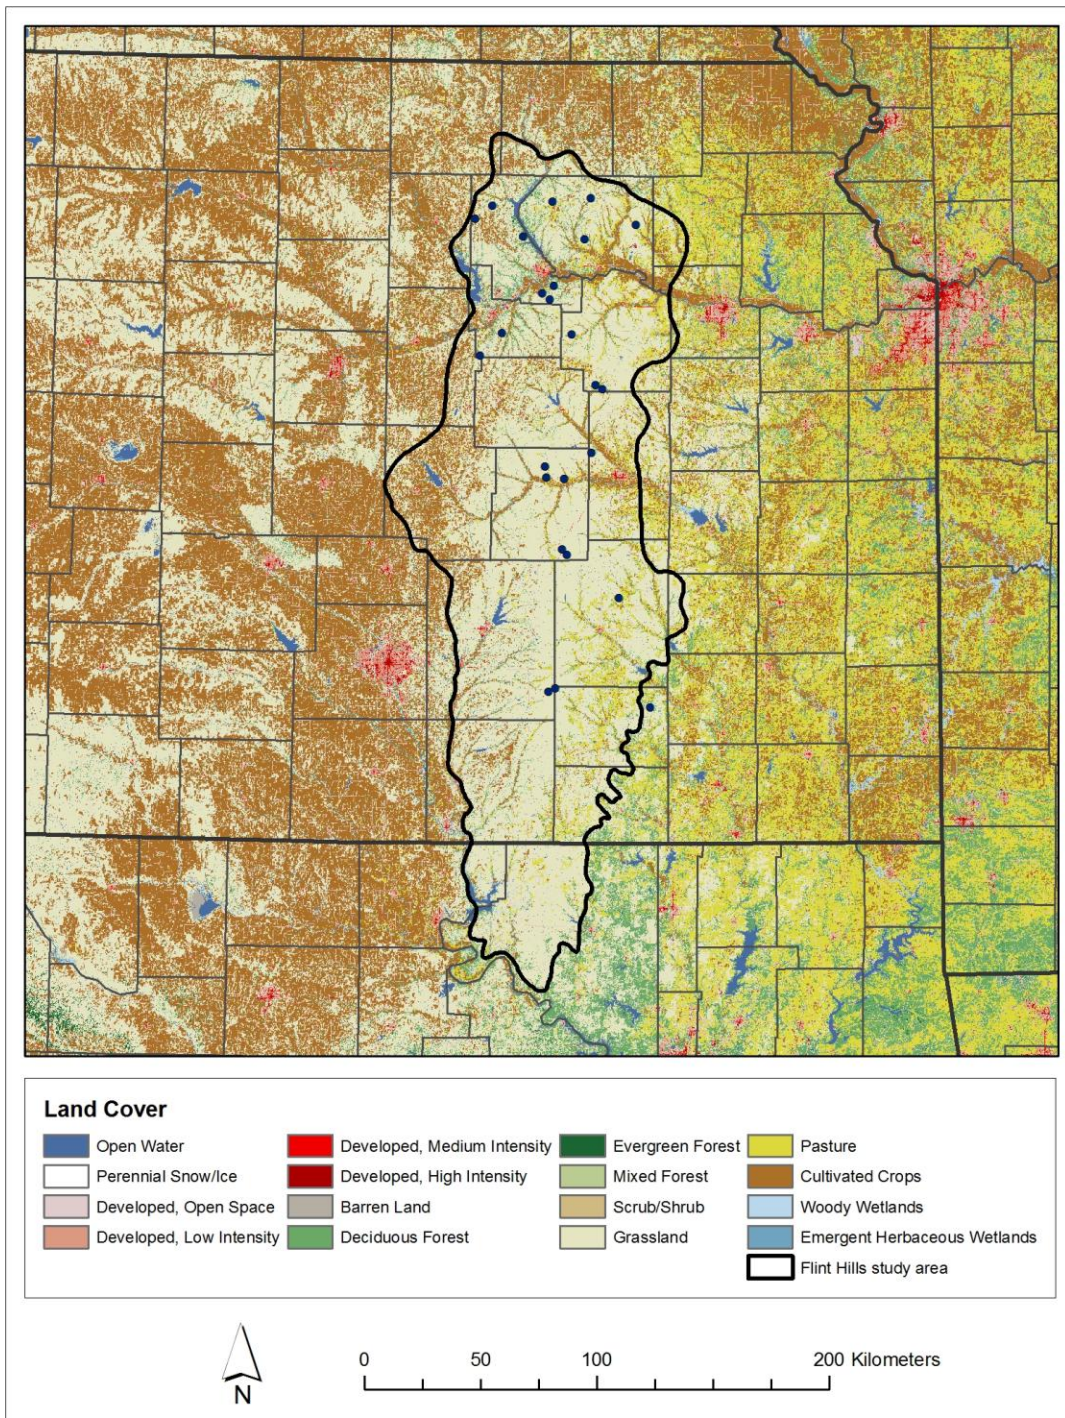 Land Cover
Open Water
Perennial Snow/Ice
Developed, Open Space
Developed, Low Intensity
Developed, Medium Intensity
Developed, High Intensity
Barren Land
Deciduous Forest
Evergreen Forest
Mixed Forest
Scrub/Shrub
Grassland
Pasture
Cultivated Crops
Woody Wetlands
Emergent Herbaceous Wetlands
Flint Hills study area
N
0 50 100 200 Kilometers